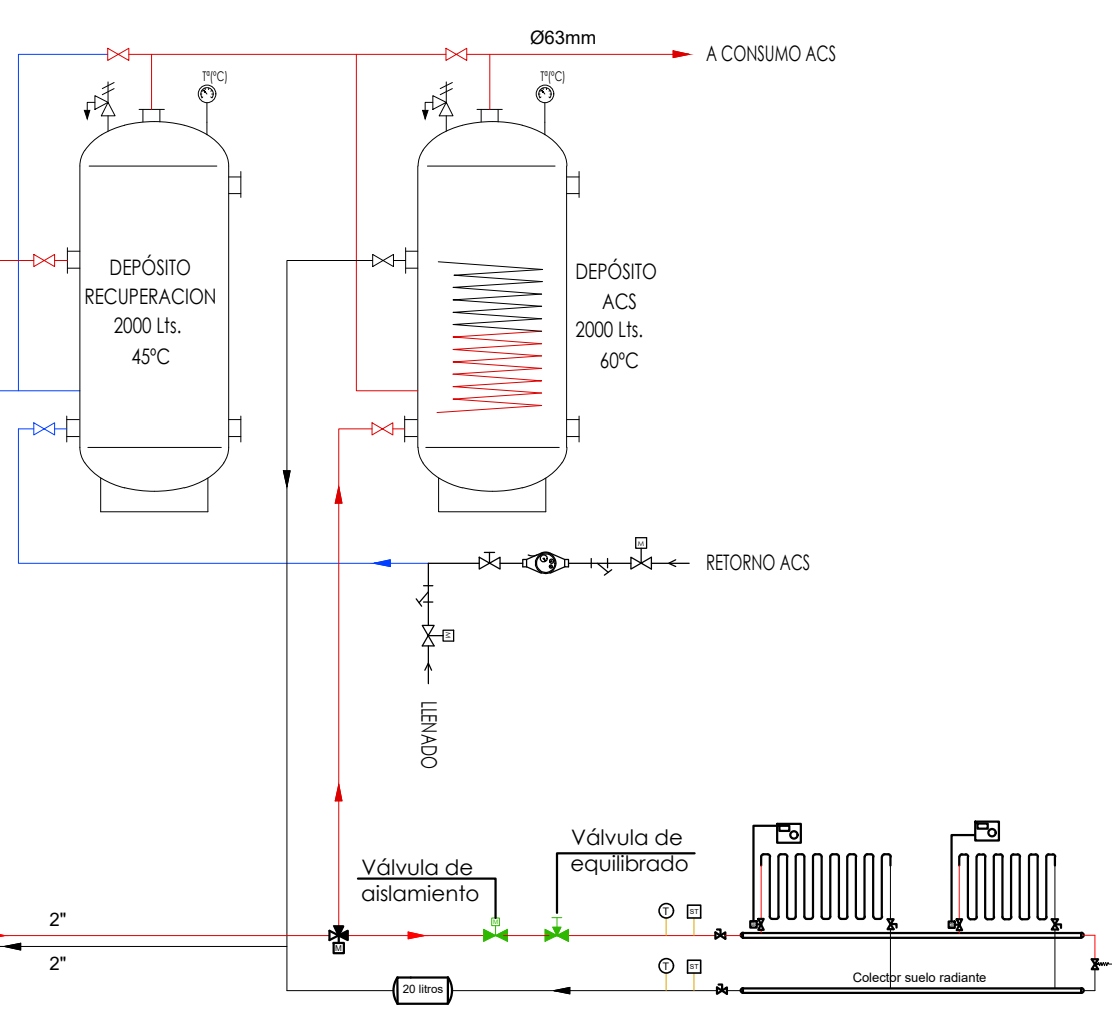 Ø63mm
A CONSUMO ACS
Tª(ºC)
Tª(ºC)
DEPÓSITO
RECUPERACION
2000 Lts.
45ºC
DEPÓSITO
ACS
2000 Lts.
60ºC
M
RETORNO ACS
M
LLENADO
Válvula de
equilibrado
Válvula de
aislamiento
2"
M
T
ST
M
2"
T
ST
Colector suelo radiante
20 litros